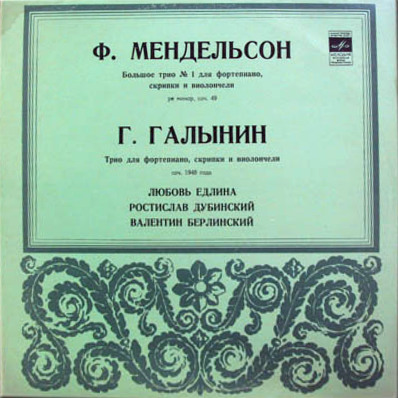 Ф. МЕНДЕЛЬСОН
Большое трио № 1 для фортепиано,
скрипки и виолончели
ре минор, соч. 49
Г. ГАЛЫНИН
Трио для фортепиано, скрипки и виолончели
соч. 1948 года
ЛЮБОВЬ ЕДЛИНА
РОСТИСЛАВ ДУБИНСКИЙ
ВАЛЕНТИН БЕРЛИНСКИЙ